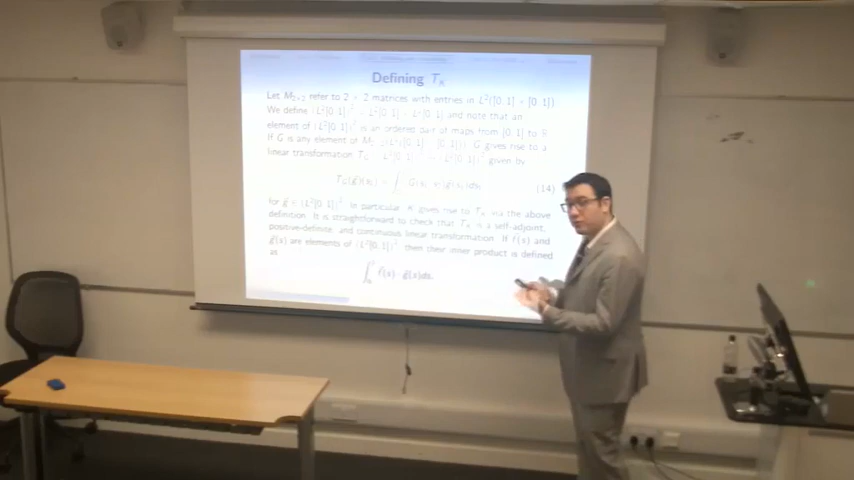 Defining T_K
Let M_{2×2} refer to 2 × 2 matrices with entries in L²([0, 1] × [0, 1])
We define (L²[0, 1])² = L²[0, 1] × L²[0, 1] and note that an
element of (L²[0, 1])² is an ordered pair of maps from [0, 1] to R
If G is any element of M_{2×2}(L²([0, 1] × [0, 1])) G gives rise to a
linear transformation T_G : (L²[0, 1])² → (L²[0, 1])² given by
(14)
In particular K gives rise to T_K via the above
definition. It is straightforward to check that T_K is a self-adjoint,
positive-definite, and continuous linear transformation. If f(x) and
g(x) are elements of (L²[0, 1])², then their inner product is defined
as
∫₀¹ f(x) · g(x)dx.